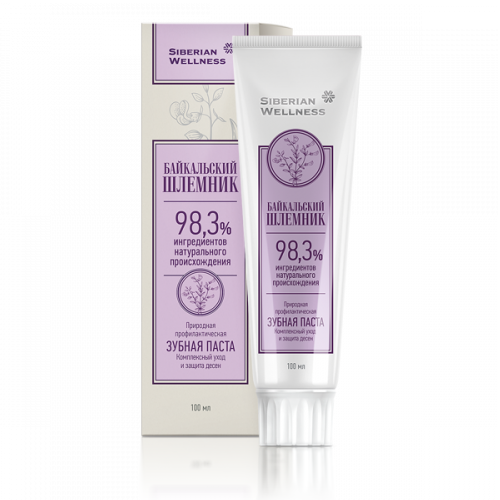 SIBERIAN
WELLNESS
БАЙКАЛЬСКИЙ
ШЛЕМНИК
98,3%
ингредиентов
натурального
происхождения
Природная
профилактическая
ЗУБНАЯ ПАСТА
Комплексный уход
и защита десен
100 мл
SIBERIAN
WELLNESS
БАЙКАЛЬСКИЙ
ШЛЕМНИК
98,3%
ингредиентов
натурального
происхождения
Природная
профилактическая
ЗУБНАЯ ПАСТА
Комплексный уход
и защита десен
100 мл